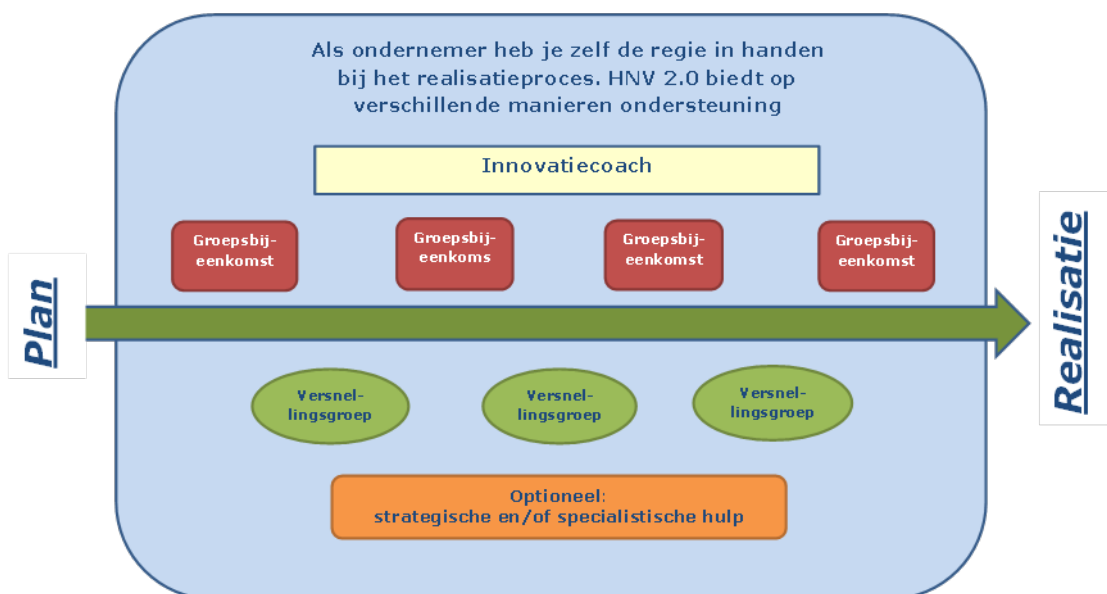 Als ondernemer heb je zelf de regie in handen
bij het realisatieproces. HNV 2.0 biedt op
verschillende manieren ondersteuning
Innovatiecoach
Groepsbij-
eenkomst
Groepsbij-
eenkoms
Groepsbij-
eenkomst
Groepsbij-
eenkomst
Plan
Realisatie
Versnel-
lingsgroep
Versnel-
lingsgroep
Versnel-
lingsgroep
Optioneel:
strategische en/of specialistische hulp